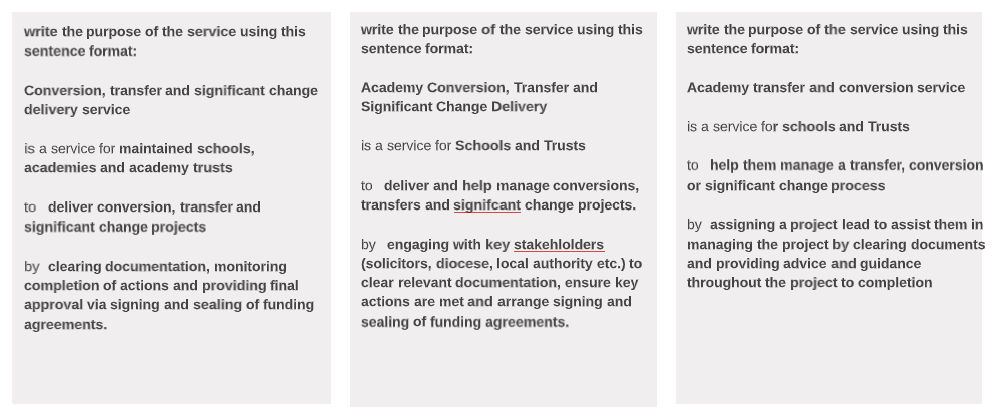 write the purpose of the service using this
sentence format:
Conversion, transfer and significant change
delivery service
is a service for maintained schools,
academies and academy trusts
to deliver conversion, transfer and
significant change projects
by clearing documentation, monitoring
completion of actions and providing final
approval via signing and sealing of funding
agreements.
write the purpose of the service using this
sentence format:
Academy Conversion, Transfer and
Significant Change Delivery
is a service for Schools and Trusts
to deliver and help manage conversions,
transfers and signifcant change projects.
by engaging with key stakehlolders
(solicitors, diocese, local authority etc.) to
clear relevant documentation, ensure key
actions are met and arrange signing and
sealing of funding agreements.
write the purpose of the service using this
sentence format:
Academy transfer and conversion service
is a service for schools and Trusts
to help them manage a transfer, conversion
or significant change process
by assigning a project lead to assist them in
managing the project by clearing documents
and providing advice and guidance
throughout the project to completion